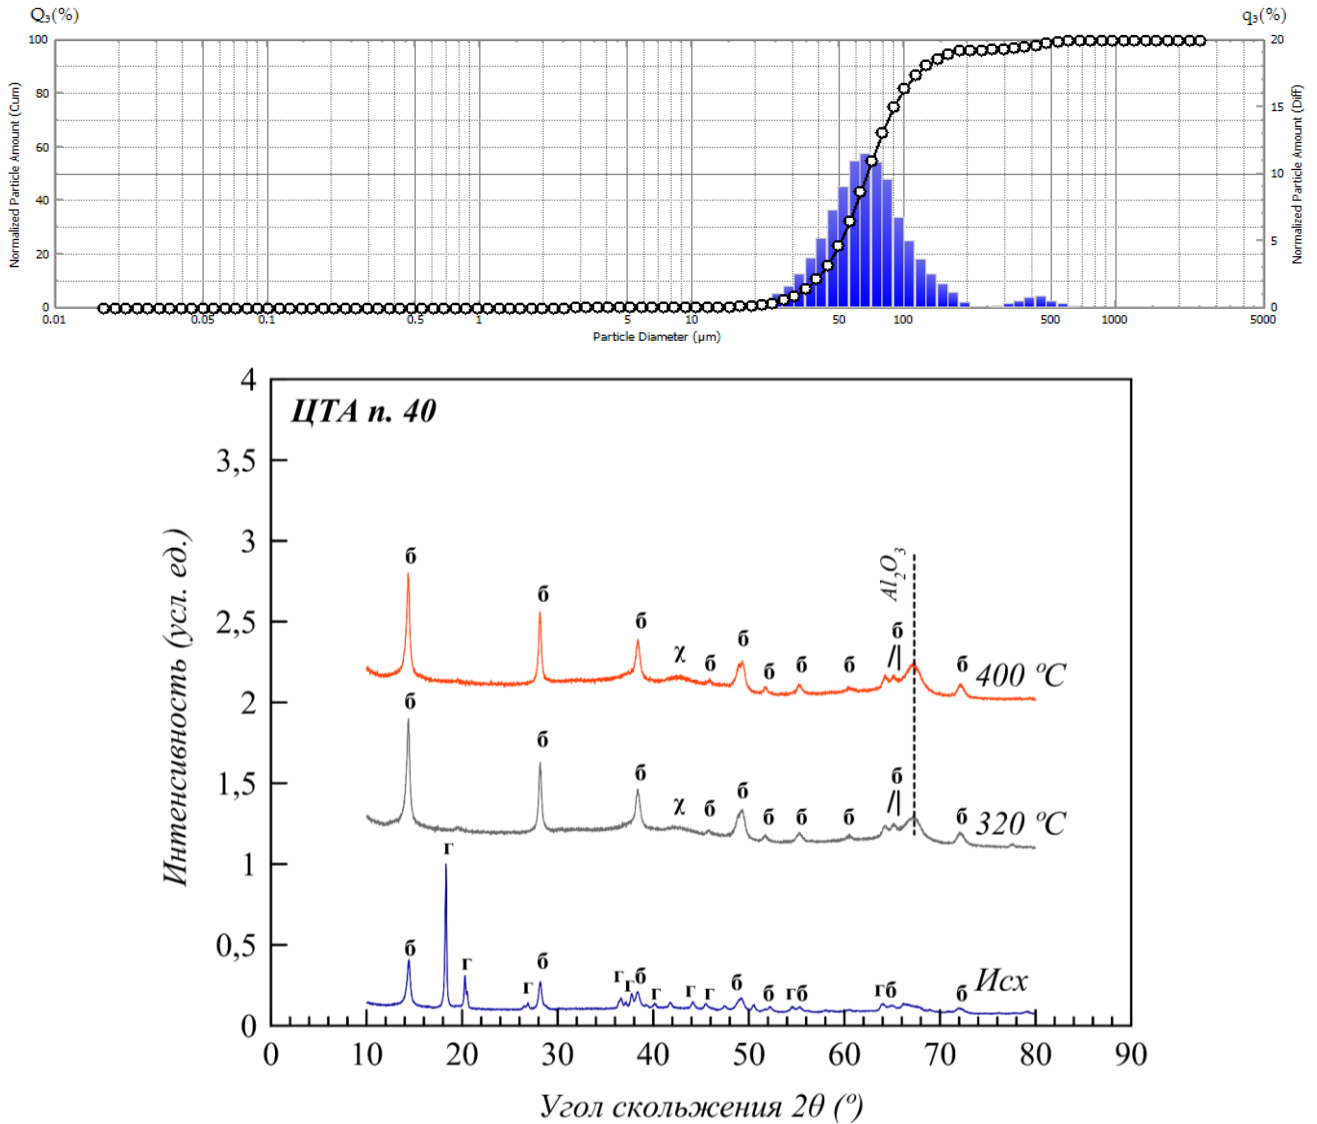 Q₃(%) q₃(%)
100 20
80 15
60
10
40
5
20
0 0
Normalized Particle Amount (Cum)
Normalized Particle Amount (Diff)
0.01 0.05 0.1 0.5 1 5 10 50 100 500 1000 5000
Particle Diameter (µm)
ЦТА п. 40
4
3,5
3
2,5
2
1,5
1
0,5
0
Интенсивность (усл. ед.)
Al₂O₃
б б б χ б б б б б б б 400 ºC
б б б χ б б б б б б б 320 ºC
б г г г б г г б г г г б б гб гб б Исх
0 10 20 30 40 50 60 70 80 90
Угол скольжения 2θ (º)